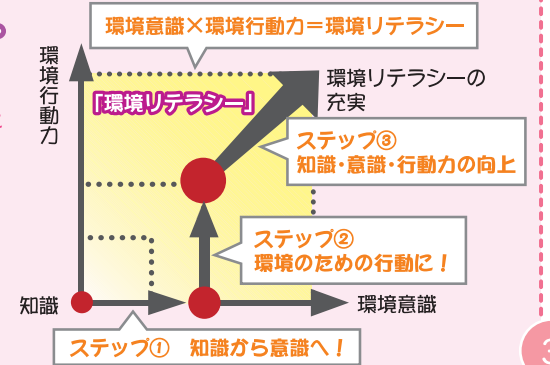 環境意識×環境行動力＝環境リテラシー
環境行動力
「環境リテラシー」
環境リテラシーの
充実
ステップ③
知識・意識・行動力の向上
ステップ②
環境のための行動に！
知識
環境意識
ステップ①　知識から意識へ！